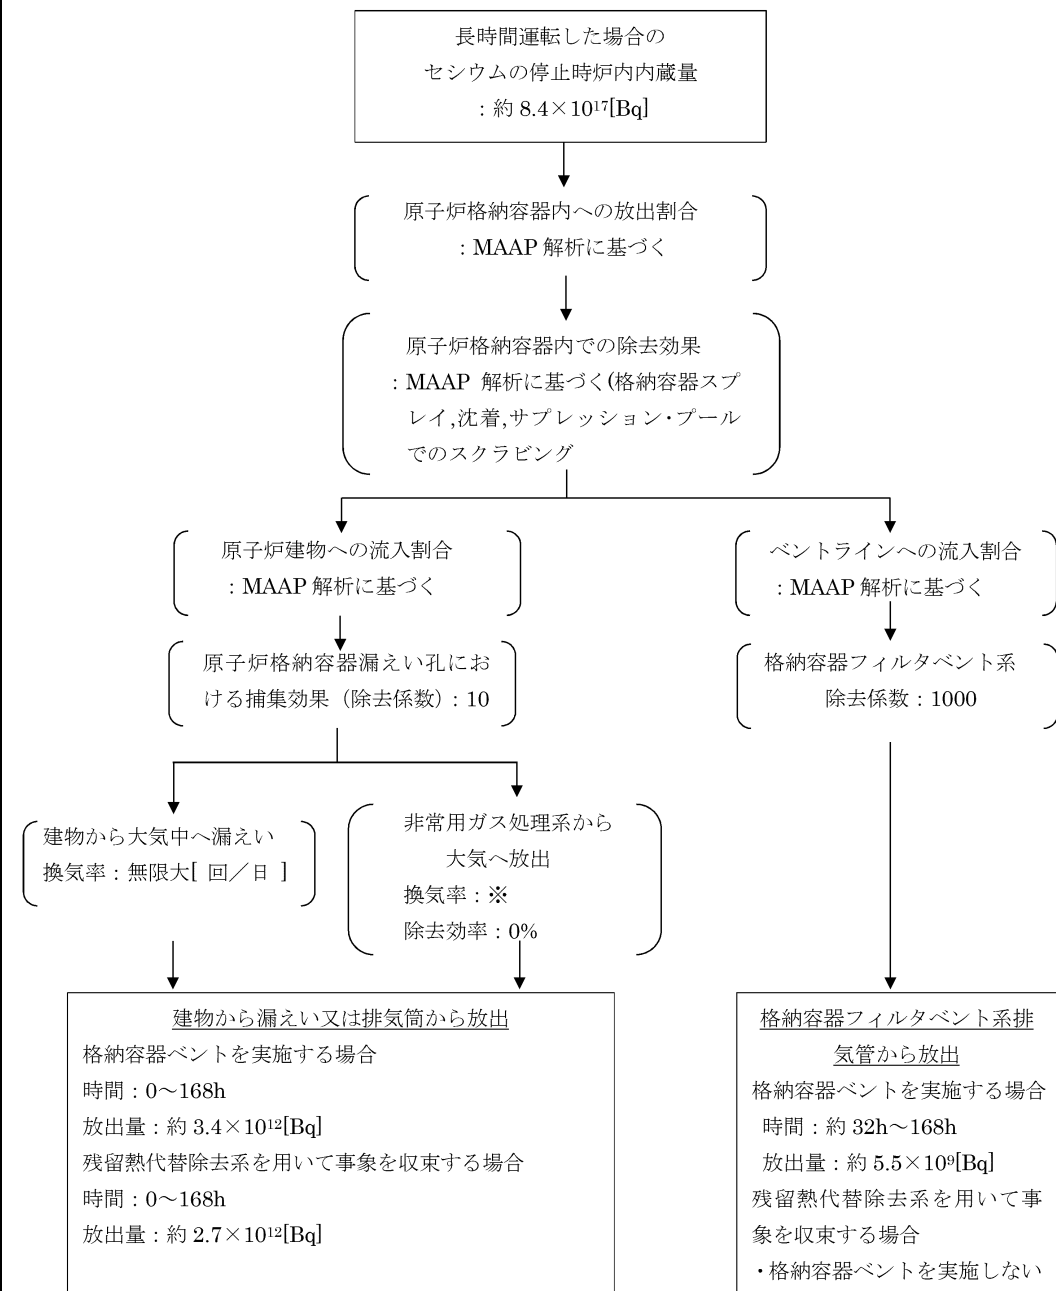 長時間運転した場合の
セシウムの停止時炉内内蔵量
：約 8.4×10¹⁷[Bq]
原子炉格納容器内への放出割合
：MAAP 解析に基づく
原子炉格納容器内での除去効果
：MAAP 解析に基づく(格納容器スプ
レイ,沈着,サプレッション・プール
でのスクラビング
原子炉建物への流入割合
：MAAP 解析に基づく
ベントラインへの流入割合
：MAAP 解析に基づく
原子炉格納容器漏えい孔にお
ける捕集効果（除去係数）：10
格納容器フィルタベント系
除去係数：1000
建物から大気中へ漏えい
換気率：無限大[ 回／日 ]
非常用ガス処理系から
大気へ放出
換気率：※
除去効率：0%
建物から漏えい又は排気筒から放出
格納容器ベントを実施する場合
時間：0～168h
放出量：約 3.4×10¹²[Bq]
残留熱代替除去系を用いて事象を収束する場合
時間：0～168h
放出量：約 2.7×10¹²[Bq]
格納容器フィルタベント系排
気管から放出
格納容器ベントを実施する場合
時間：約 32h～168h
放出量：約 5.5×10⁹[Bq]
残留熱代替除去系を用いて事
象を収束する場合
・格納容器ベントを実施しない